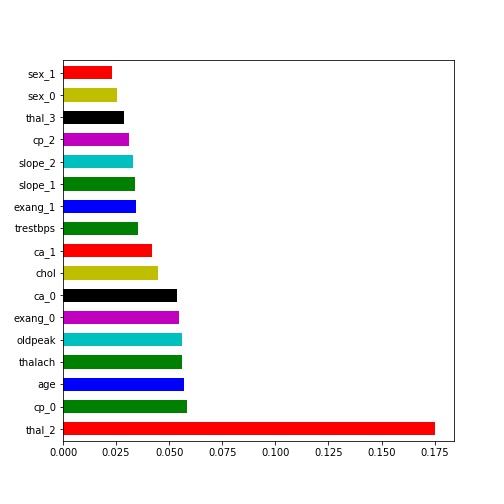 sex_1
sex_0
thal_3
cp_2
slope_2
slope_1
exang_1
trestbps
ca_1
chol
ca_0
exang_0
oldpeak
thalach
age
cp_0
thal_2
0.000 0.025 0.050 0.075 0.100 0.125 0.150 0.175